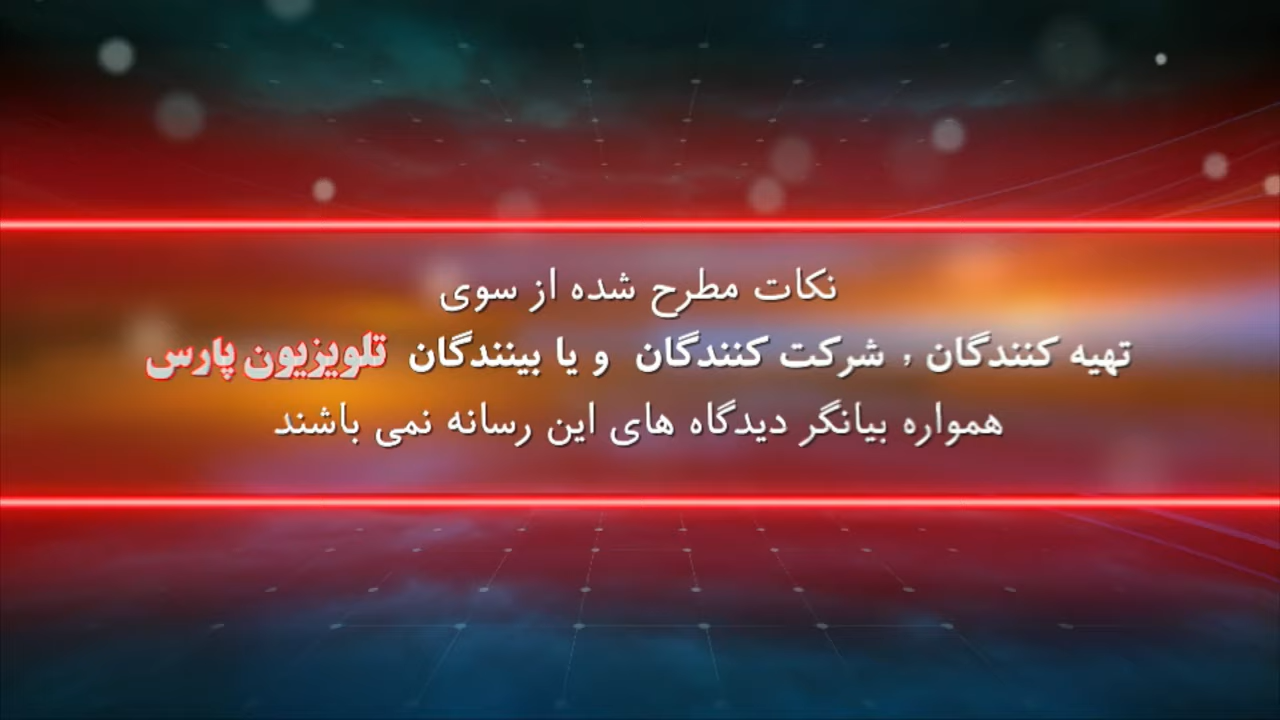 نکات مطرح شده از سوی
تهیه کنندگان , شرکت کنندگان و یا بینندگان تلویزیون پارس
همواره بیانگر دیدگاه های این رسانه نمی باشند